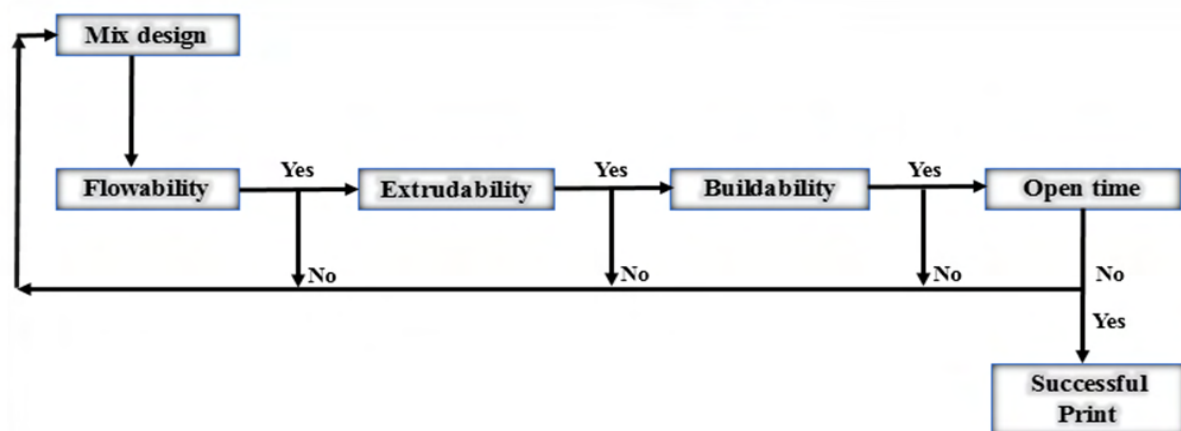 Mix design
Yes
Yes
Yes
Flowability
Extrudability
Buildability
Open time
No
No
No
No
Yes
Successful
Print